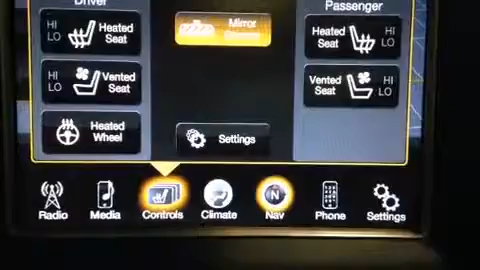 Driver
Passenger
HI
LO
Heated
Seat
Mirror
Heated
Seat
HI
LO
HI
LO
Vented
Seat
Vented
Seat
HI
LO
Heated
Wheel
Settings
N
Radio
Media
Controls
Climate
Nav
Phone
Settings